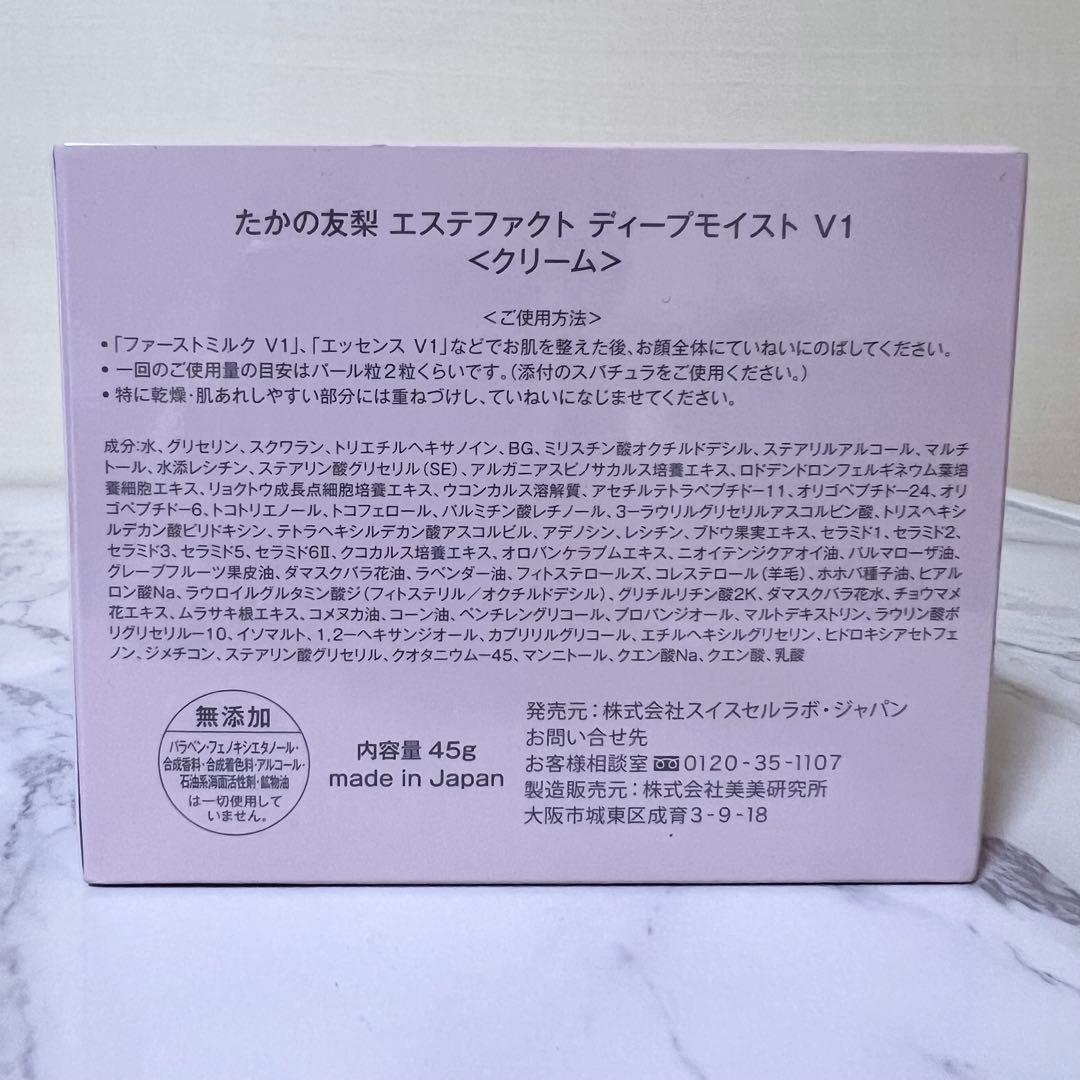 たかの友梨 エステファクト ディープモイスト V1
＜クリーム＞
＜ご使用方法＞
•「ファーストミルク V1」、「エッセンス V1」などでお肌を整えた後、お顔全体にていねいにのばしてください。
• 一回のご使用量の目安はパール粒2粒くらいです。（添付のスパチュラをご使用ください。）
• 特に乾燥・肌あれしやすい部分には重ねづけし、ていねいになじませてください。
成分：水、グリセリン、スクワラン、トリエチルヘキサノイン、BG、ミリスチン酸オクチルドデシル、ステアリルアルコール、マルチ
トール、水添レシチン、ステアリン酸グリセリル（SE）、アルガニアスピノサカルス培養エキス、ロドデンドロンフェルギネウム葉培
養細胞エキス、リョクトウ成長点細胞培養エキス、ウコンカルス溶解質、アセチルテトラペプチドー11、オリゴペプチドー24、オリ
ゴペプチドー6、トコトリエノール、トコフェロール、パルミチン酸レチノール、3ーラウリルグリセリルアスコルビン酸、トリスヘキシ
ルデカン酸ピリドキシン、テトラヘキシルデカン酸アスコルビル、アデノシン、レシチン、ブドウ果実エキス、セラミド1、セラミド2、
セラミド3、セラミド5、セラミド6Ⅱ、クコカルス培養エキス、オロバンケラブムエキス、ニオイテンジクアオイ油、パルマローザ油、
グレープフルーツ果皮油、ダマスクバラ花油、ラベンダー油、フィトステロールズ、コレステロール（羊毛）、ホホバ種子油、ヒアル
ロン酸Na、ラウロイルグルタミン酸ジ（フィトステリル／オクチルドデシル）、グリチルリチン酸2K、ダマスクバラ花水、チョウマメ
花エキス、ムラサキ根エキス、コメヌカ油、コーン油、ペンチレングリコール、プロパンジオール、マルトデキストリン、ラウリン酸ポ
リグリセリルー10、イソマルト、1,2ーヘキサンジオール、カプリリルグリコール、エチルヘキシルグリセリン、ヒドロキシアセトフェ
ノン、ジメチコン、ステアリン酸グリセリル、クオタニウムー45、マンニトール、クエン酸Na、クエン酸、乳酸
無添加
パラベン・フェノキシエタノール・
合成香料・合成着色料・アルコール・
石油系海面活性剤・鉱物油
は一切使用して
いません。
内容量 45g
made in Japan
発売元：株式会社スイスセルラボ・ジャパン
お問い合せ先
お客様相談室 0120-35-1107
製造販売元：株式会社美美研究所
大阪市城東区成育3-9-18